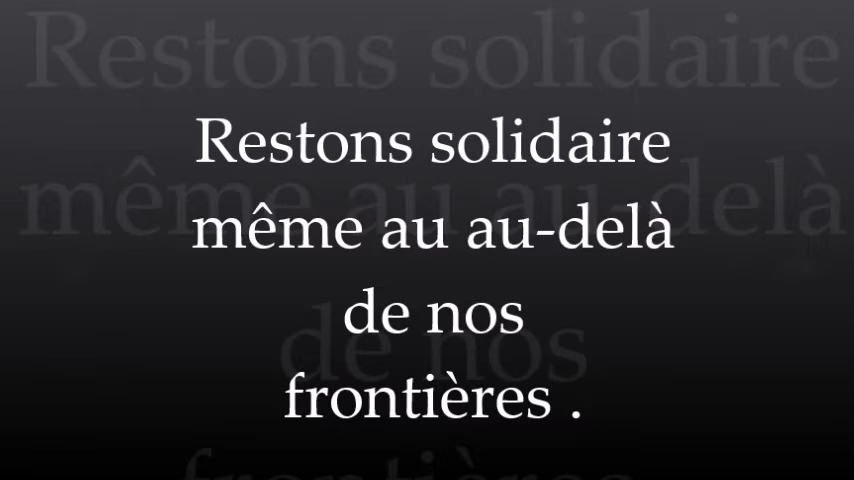 Restons solidaire
même au au-delà
de nos
frontières .